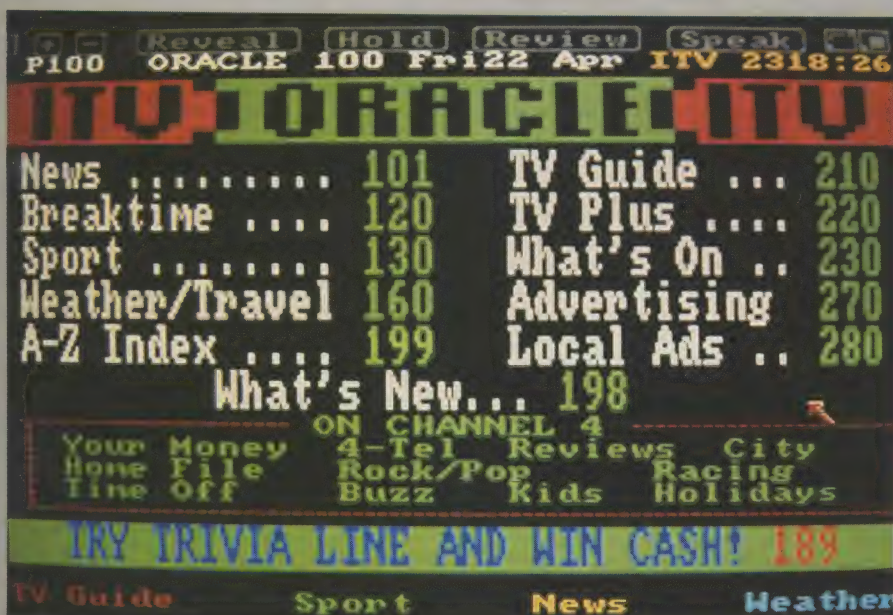 + - Reveal Hold Review Speak
P100 ORACLE 100 Fri22 Apr ITV 2318:26
ITV ORACLE ITV
News ......... 101 TV Guide ... 210
Breaktime .... 120 TV Plus .... 220
Sport ........ 130 What's On .. 230
Weather/Travel 160 Advertising 270
A-Z Index .... 199 Local Ads .. 280
What's New... 198
ON CHANNEL 4
Your Money 4-Tel Reviews City
Home File Rock/Pop Racing
Time Off Buzz Kids Holidays
TRY TRIVIA LINE AND WIN CASH! 189
TV Guide Sport News Weather